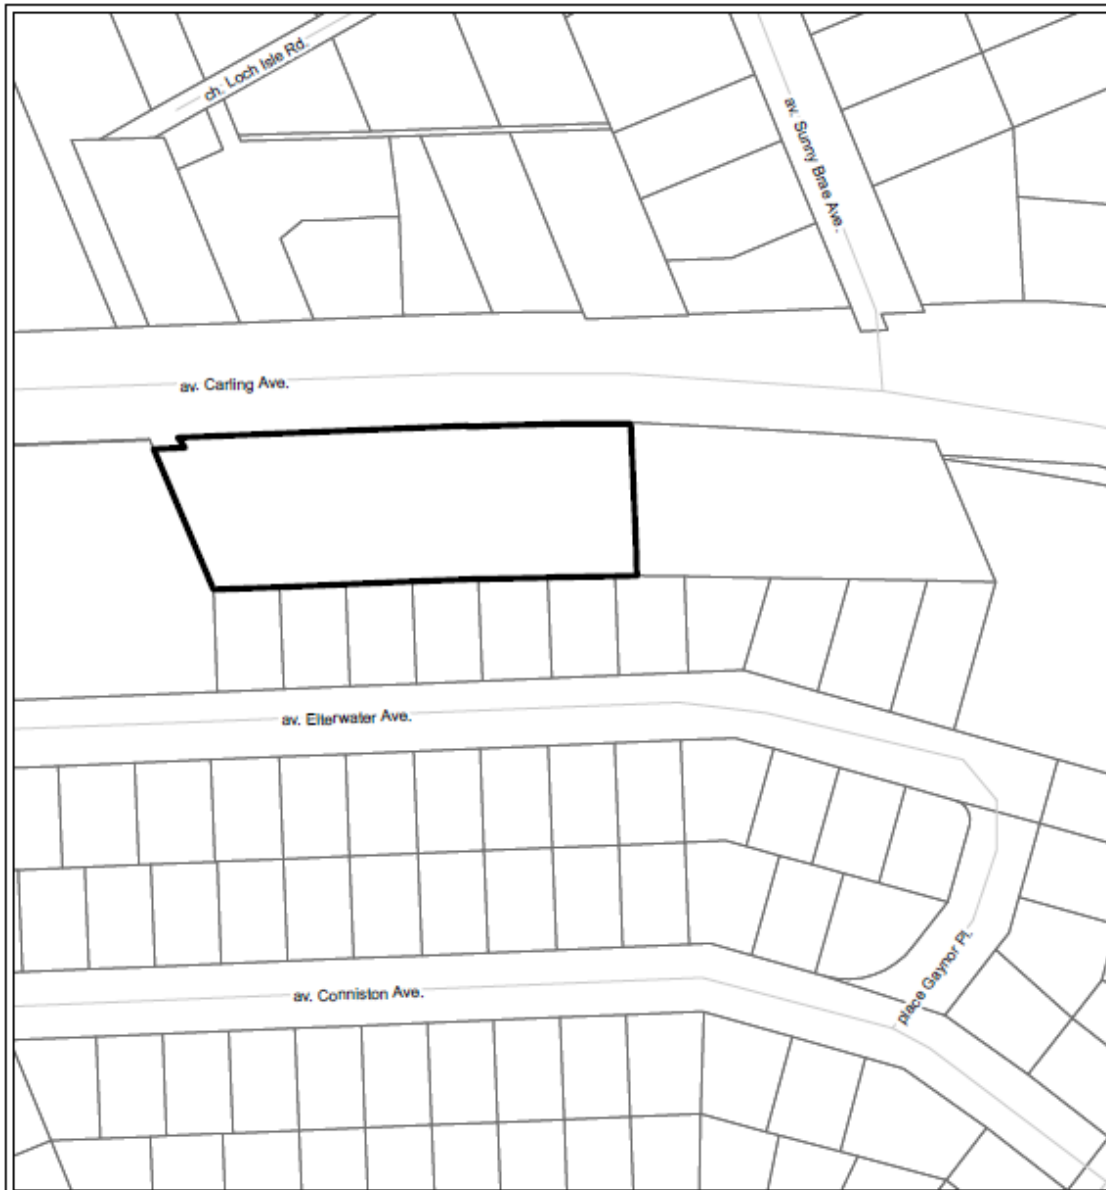 ch. Loch Isle Rd.
av. Sunny Brae Ave.
av. Carling Ave.
av. Elterwater Ave.
av. Conniston Ave.
place Gaynor Pl.